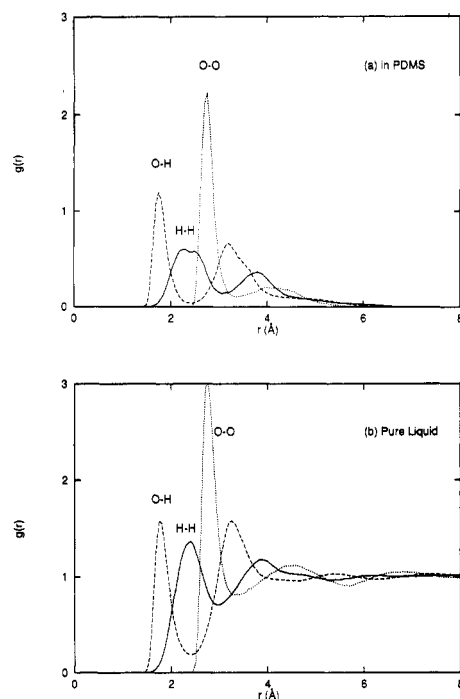 3
O-O
(a) in PDMS
2
O-H
g(r)
1
H-H
0
0 2 4 6 8
r (Å)
3
O-O
(b) Pure Liquid
2
O-H
H-H
g(r)
1
0
0 2 4 6 8
r (Å)